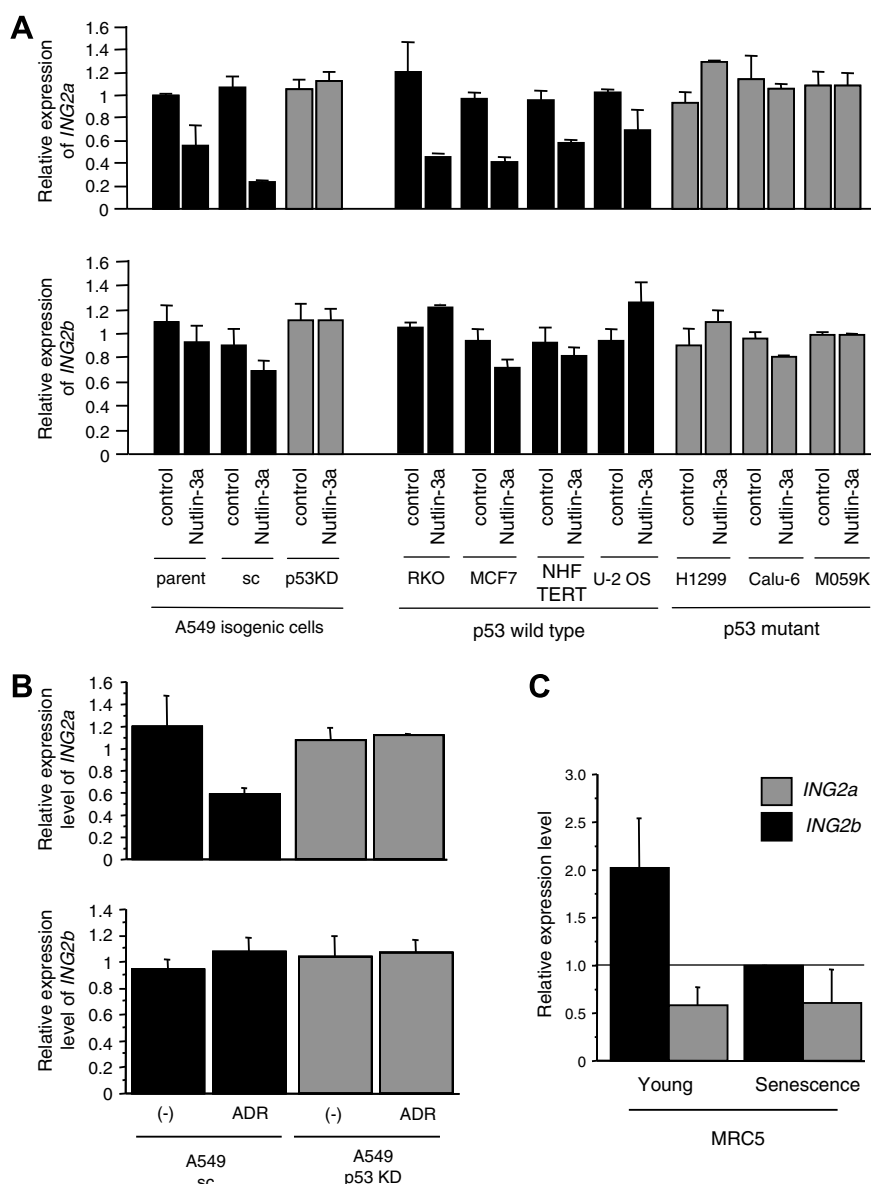 A
Relative expression
of ING2a
1.6
1.4
1.2
1
0.8
0.6
0.4
0.2
0
Relative expression
of ING2b
1.6
1.4
1.2
1
0.8
0.6
0.4
0.2
0
control
Nutlin-3a
control
Nutlin-3a
control
Nutlin-3a
control
Nutlin-3a
control
Nutlin-3a
control
Nutlin-3a
control
Nutlin-3a
control
Nutlin-3a
control
Nutlin-3a
control
Nutlin-3a
parent
sc
p53KD
RKO
MCF7
NHF
TERT
U-2 OS
H1299
Calu-6
M059K
A549 isogenic cells
p53 wild type
p53 mutant
B
Relative expression
level of ING2a
1.6
1.4
1.2
1
0.8
0.6
0.4
0.2
0
Relative expression
level of ING2b
1.4
1.2
1
0.8
0.6
0.4
0.2
0
(-)
ADR
(-)
ADR
A549
sc
A549
p53 KD
C
Relative expression level
3.0
2.5
2.0
1.5
1.0
0.5
0
ING2a
ING2b
Young
Senescence
MRC5